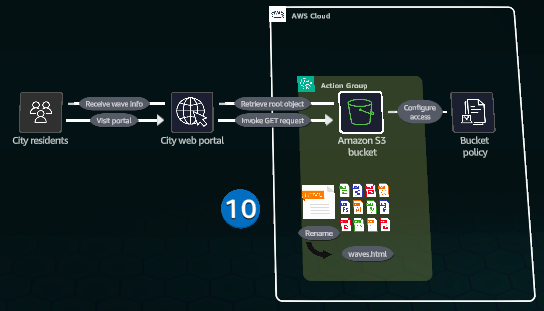 AWS Cloud
Action Group
Receive wave info
Retrieve root object
Configure
access
Visit portal
Invoke GET request
City residents
City web portal
Amazon S3
bucket
Bucket
policy
10
Rename
waves.html